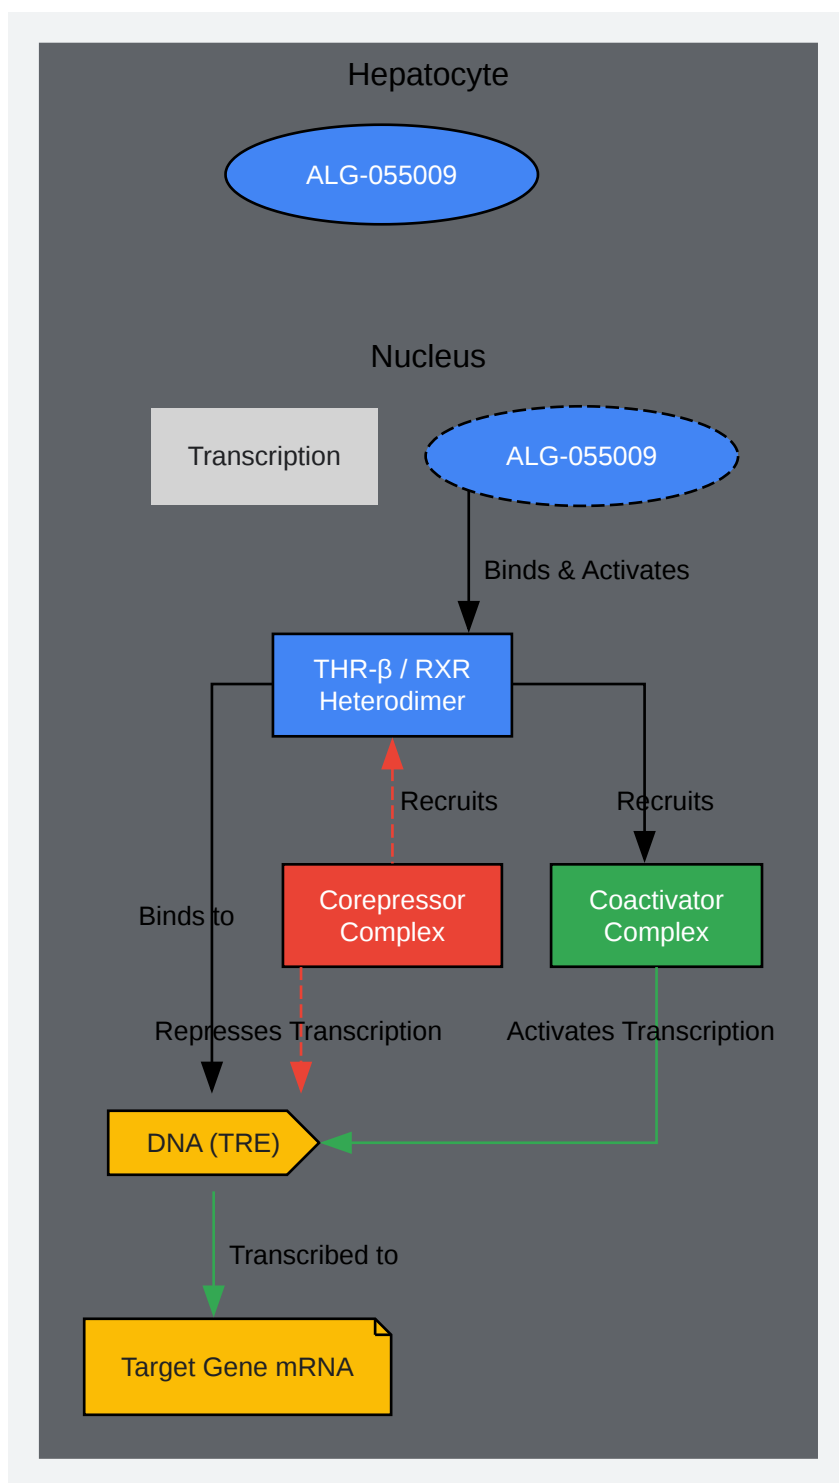 Hepatocyte
ALG-055009
Nucleus
Transcription
ALG-055009
Binds & Activates
THR-β / RXR
Heterodimer
Recruits
Recruits
Corepressor
Complex
Coactivator
Complex
Binds to
Represses Transcription
Activates Transcription
DNA (TRE)
Transcribed to
Target Gene mRNA